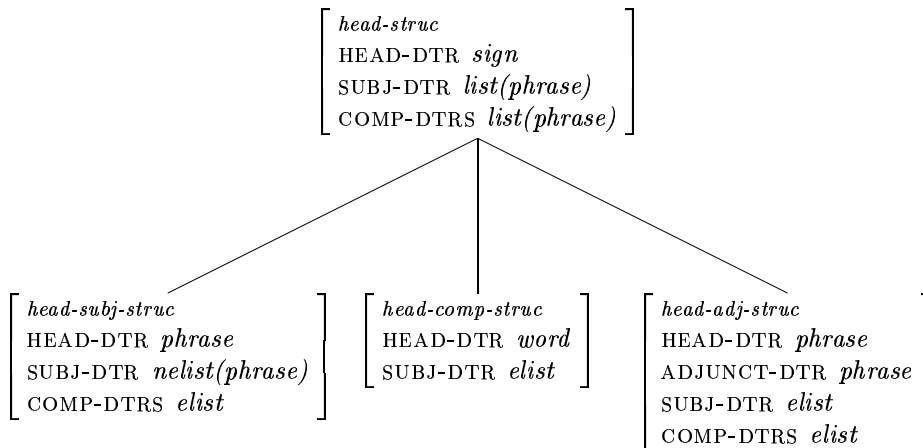 head-struc
HEAD-DTR sign
SUBJ-DTR list(phrase)
COMP-DTRS list(phrase)
head-subj-struc
HEAD-DTR phrase
SUBJ-DTR nelist(phrase)
COMP-DTRS elist
head-comp-struc
HEAD-DTR word
SUBJ-DTR elist
head-adj-struc
HEAD-DTR phrase
ADJUNCT-DTR phrase
SUBJ-DTR elist
COMP-DTRS elist